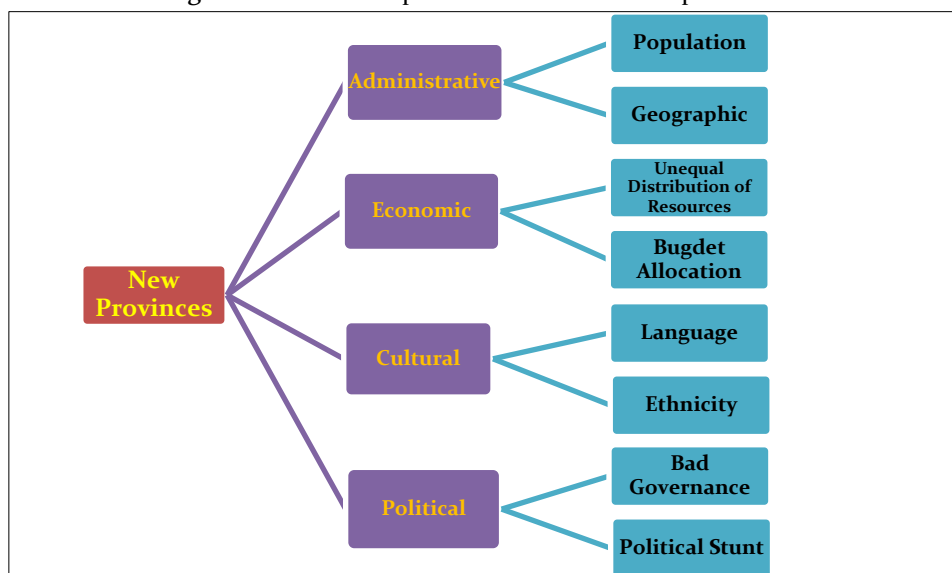 Population
Administrative
Geographic
Unequal
Distribution of
Resources
Economic
Bugdet
Allocation
New
Provinces
Language
Cultural
Ethnicity
Bad
Governance
Political
Political Stunt